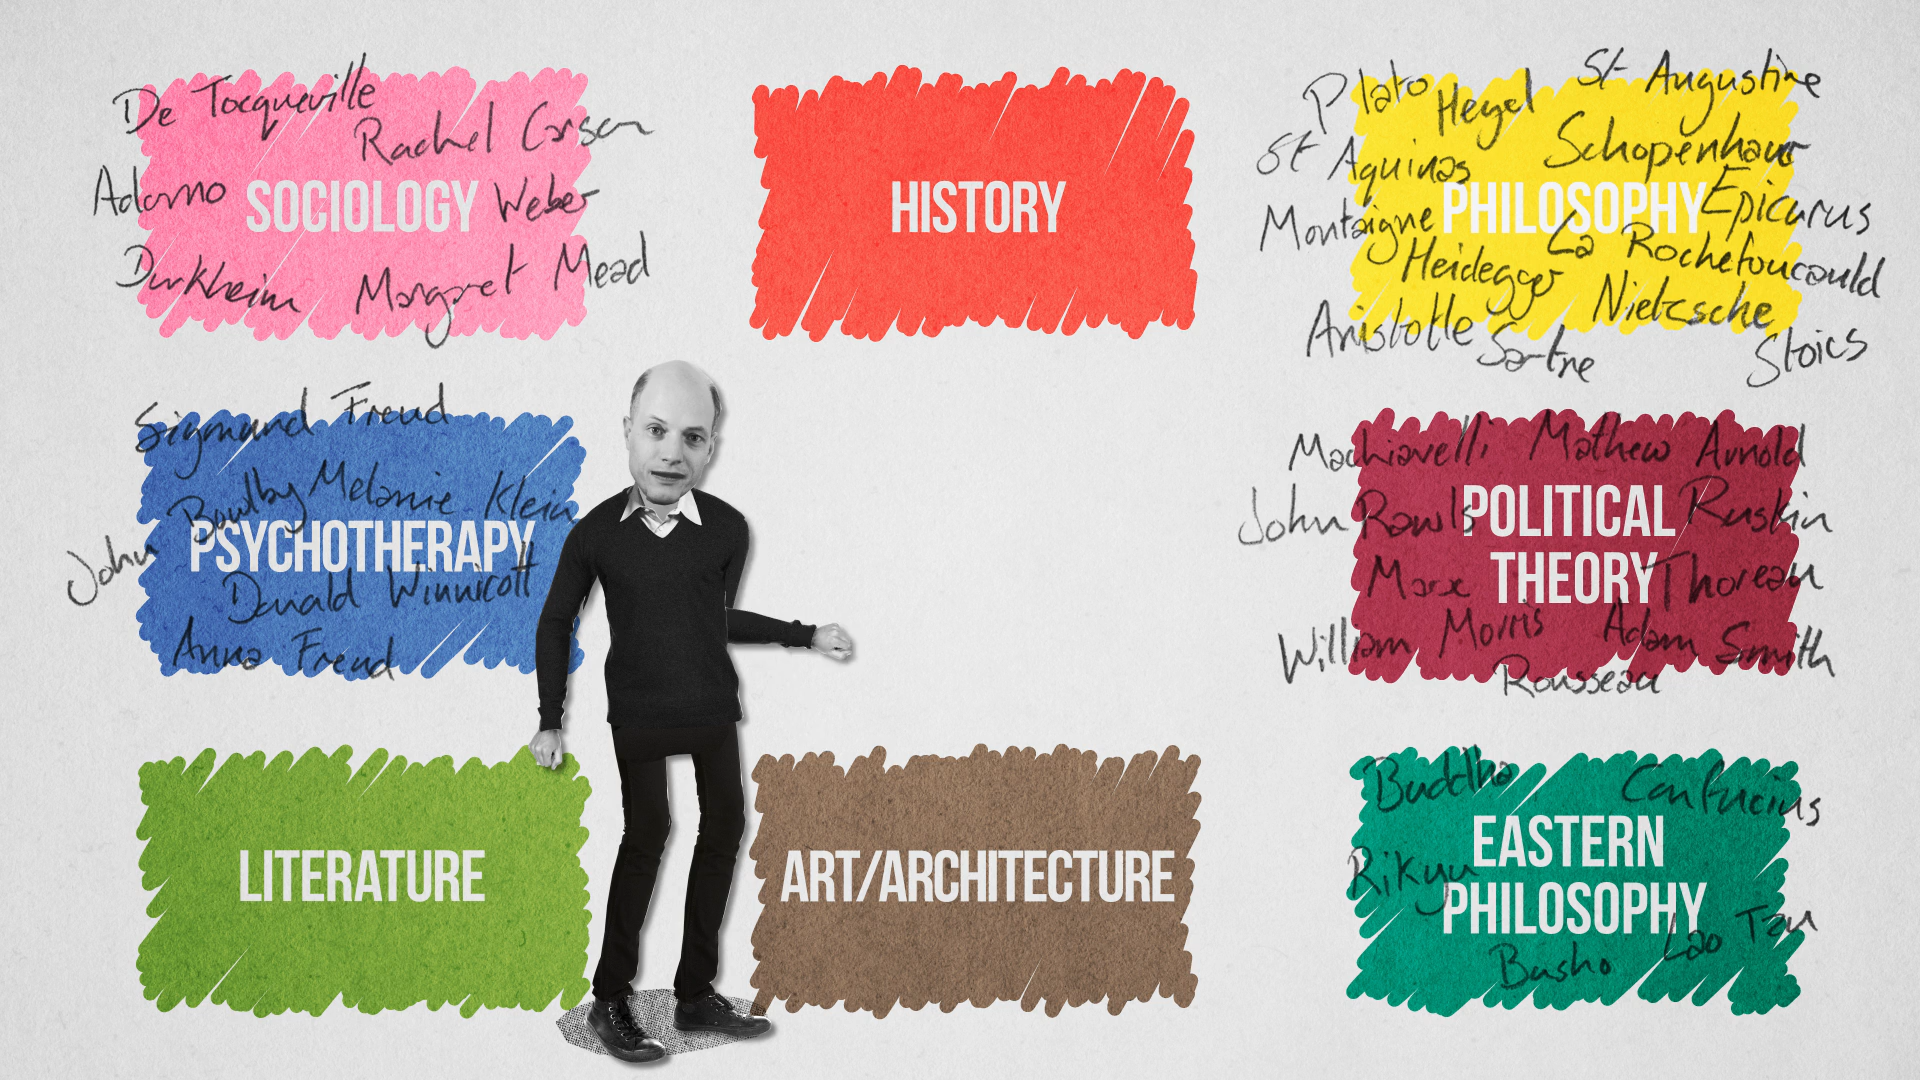 De Tocqueville
Rachel Carson
Adorno
SOCIOLOGY
Weber
Durkheim
Margaret Mead
HISTORY
Plato
Hegel
St Augustine
St Aquinas
Schopenhauer
PHILOSOPHY
Epicurus
Montaigne
La Rochefoucauld
Heidegger
Nietzsche
Aristotle
Sartre
Stoics
Sigmund Freud
John Bowlby
Melanie Klein
PSYCHOTHERAPY
Donald Winnicott
Anna Freud
Machiavelli
Mathew Arnold
John Rawls
POLITICAL
THEORY
Ruskin
Marx
Thoreau
William Morris
Adam Smith
Rousseau
LITERATURE
ART/ARCHITECTURE
Buddha
Confucius
EASTERN
PHILOSOPHY
Rikyu
Lao Tzu
Basho